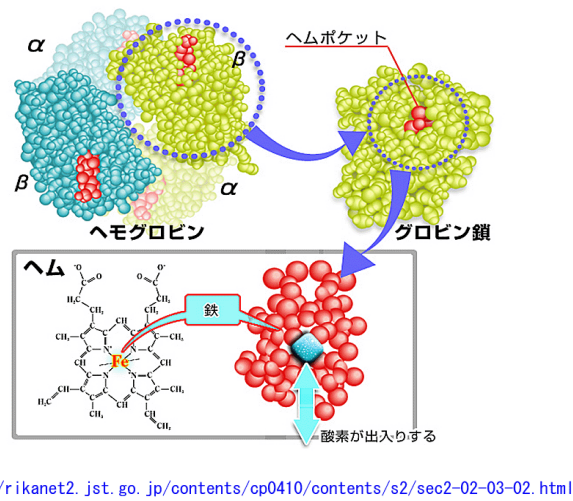 α
β
ヘムポケット
β
α
ヘモグロビン
グロビン鎖
ヘム
鉄
Fe
酸素が出入りする
/rikanet2.jst.go.jp/contents/cp0410/contents/s2/sec2-02-03-02.html